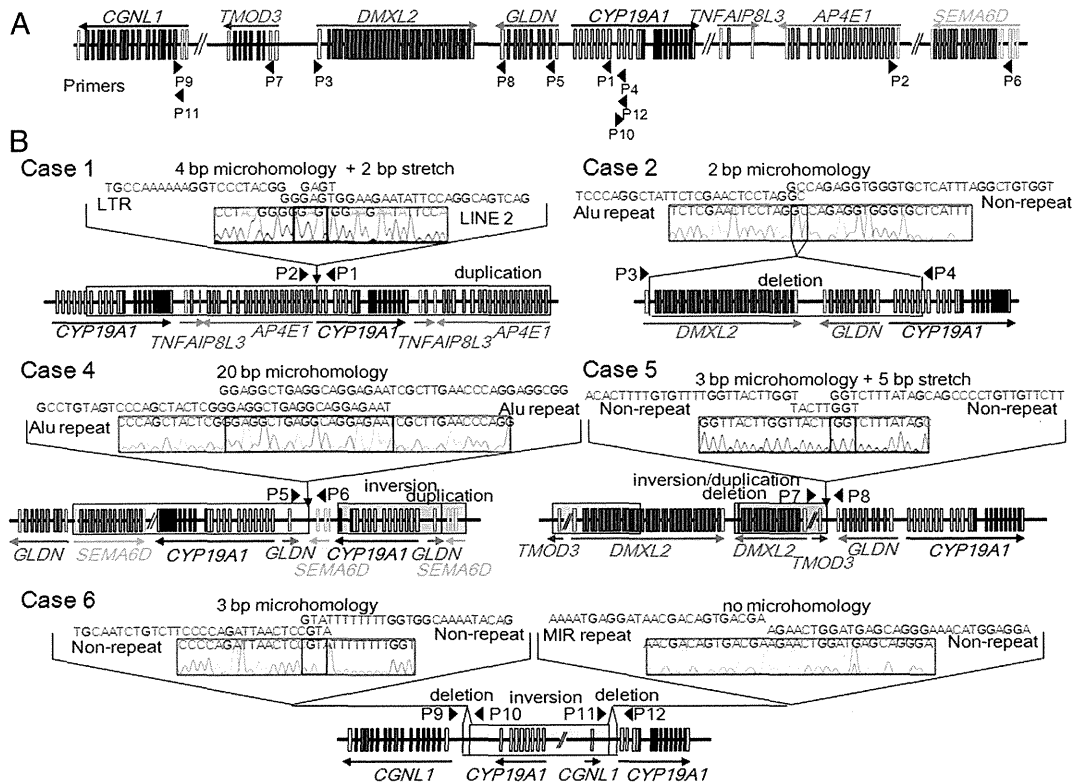 A
CGNL1 TMOD3 DMXL2 GLDN CYP19A1 TNFAIP8L3 AP4E1 SEMA6D
Primers
P9 P7 P3 P8 P5 P1 P2 P6
P11 P4
P12
P10
B
Case 1
4 bp microhomology + 2 bp stretch
TGCCAAAAAAGGTCCCTACGG GAGT
GGGAGTGGAAGAATATTCCAGGCAGTCAG
LTR
CCCTACGGGGGAGTGGAAGAATATTCCA
LINE 2
P2 P1
duplication
CYP19A1
TNFAIP8L3
AP4E1
CYP19A1
TNFAIP8L3
AP4E1
Case 2
2 bp microhomology
GCCAGAGGTGGGTGCTCATTTAGGCTGTGGT
TCCCAGGCTATTCTCGAACTCCTAGGC
Alu repeat
Non-repeat
TCTCGAACTCCTAGGCCAGAGGTGGGTGCTCATTT
P3 P4
deletion
DMXL2
GLDN
CYP19A1
Case 4
20 bp microhomology
GGAGGCTGAGGCAGGAGAATCGCTTGAACCCAGGAGGCGG
GCCTGTAGTCCCAGCTACTCGGGAGGCTGAGGCAGGAGAAT
Alu repeat
Alu repeat
CCCAGCTACTCGGGAGGCTGAGGCAGGAGAATCGCTTGAACCCAGG
P5 P6
inversion
duplication
GLDN
SEMA6D
CYP19A1
GLDN
SEMA6D
CYP19A1
GLDN
SEMA6D
Case 5
3 bp microhomology + 5 bp stretch
ACACTTTTGTGTTTTGGTTACTTGGT GGTCTTTATAGCAGCCCCTGTTGTTCTT
TACTTGGT
Non-repeat
Non-repeat
GGTTACTTGGTTACTTGGTCTTTATAGC
inversion/duplication
deletion
P7 P8
TMOD3
DMXL2
DMXL2
TMOD3
GLDN
CYP19A1
Case 6
3 bp microhomology
GTATTTTTTTTGGTGGCAAAATACAG
TGCAATCTGTCTTCCCCAGATTAACTCCGTA
Non-repeat
Non-repeat
CCCCCAGATTAACTCCGTATTTTTTTTGGT
no microhomology
AAAATGAGGATAACGACAGTGACGA
AGAACTGGATGAGCAGGGAAACATGGAGGA
MIR repeat
Non-repeat
AACGACAGTGACGAAGAACTGGATGAGCAGGGA
deletion
inversion
deletion
P9 P10 P11 P12
CGNL1
CYP19A1
CGNL1
CYP19A1